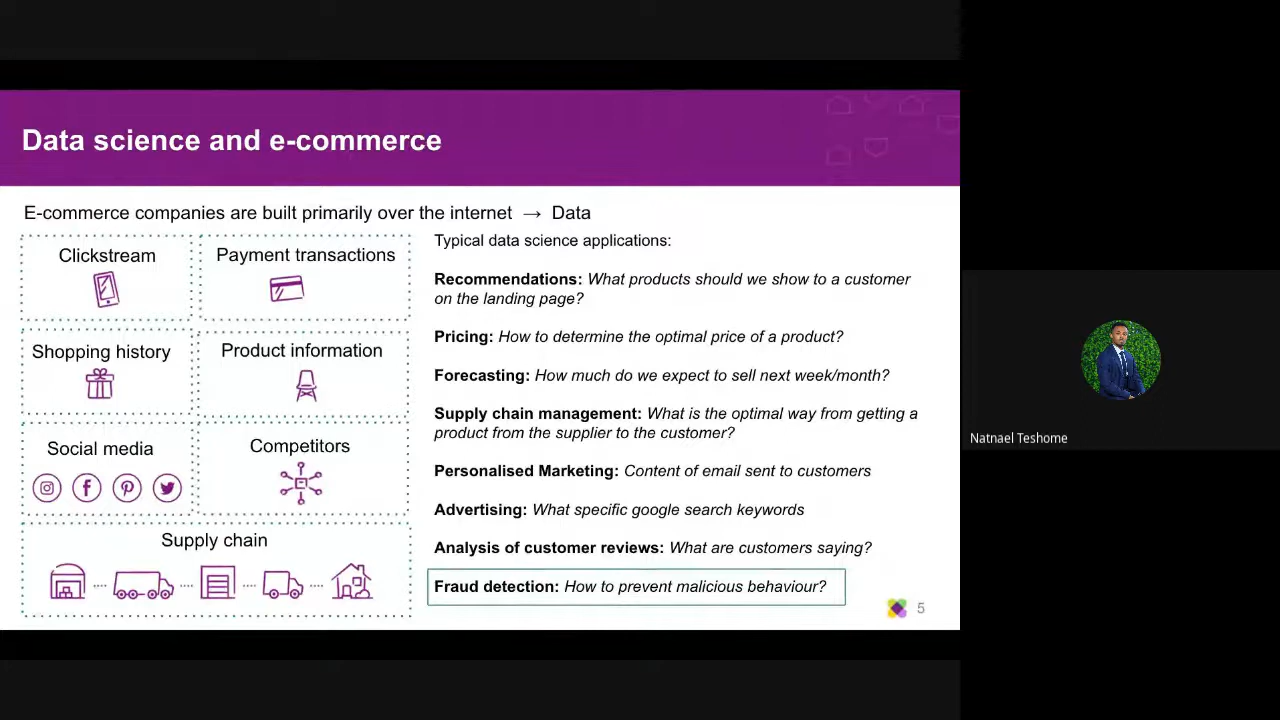 Data science and e-commerce
E-commerce companies are built primarily over the internet → Data
Clickstream
Payment transactions
Shopping history
Product information
Social media
Competitors
Supply chain
Typical data science applications:
Recommendations: What products should we show to a customer
on the landing page?
Pricing: How to determine the optimal price of a product?
Forecasting: How much do we expect to sell next week/month?
Supply chain management: What is the optimal way from getting a
product from the supplier to the customer?
Personalised Marketing: Content of email sent to customers
Advertising: What specific google search keywords
Analysis of customer reviews: What are customers saying?
Fraud detection: How to prevent malicious behaviour?
5
Natnael Teshome